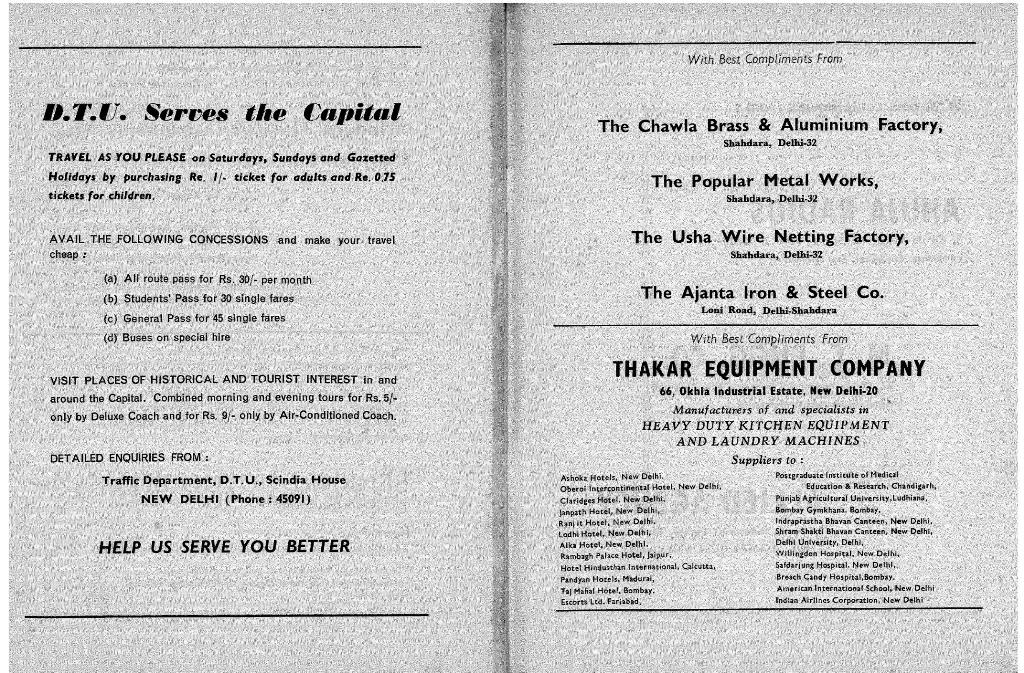 D.T.U. Serves the Capital
TRAVEL AS YOU PLEASE on Saturdays, Sundays and Gazetted
Holidays by purchasing Re. 1/- ticket for adults and Re. 0.75
tickets for children.
AVAIL THE FOLLOWING CONCESSIONS and make your travel
cheap :
(a) All route pass for Rs. 30/- per month
(b) Students' Pass for 30 single fares
(c) General Pass for 45 single fares
(d) Buses on special hire
VISIT PLACES OF HISTORICAL AND TOURIST INTEREST in and
around the Capital. Combined morning and evening tours for Rs. 5/-
only by Deluxe Coach and for Rs. 9/- only by Air-Conditioned Coach.
DETAILED ENQUIRIES FROM :
Traffic Department, D.T.U., Scindia House
NEW DELHI (Phone : 45091)
HELP US SERVE YOU BETTER
With Best Compliments From
The Chawla Brass & Aluminium Factory,
Shahdara, Delhi-32
The Popular Metal Works,
Shahdara, Delhi-32
The Usha Wire Netting Factory,
Shahdara, Delhi-32
The Ajanta Iron & Steel Co.
Loni Road, Delhi-Shahdara
With Best Compliments From
THAKAR EQUIPMENT COMPANY
66, Okhla Industrial Estate, New Delhi-20
Manufacturers of and specialists in
HEAVY DUTY KITCHEN EQUIPMENT
AND LAUNDRY MACHINES
Suppliers to :
Ashoka Hotels, New Delhi.
Oberoi Intercontinental Hotel, New Delhi,
Claridges Hotel, New Delhi.
Janpath Hotel, New Delhi,
Ranjit Hotel, New Delhi.
Lodhi Hotel, New Delhi,
Alka Hotel, New Delhi.
Rambagh Palace Hotel, Jaipur,
Hotel Hindusthan International, Calcutta,
Pandyan Hotels, Madurai,
Taj Mahal Hotel, Bombay.
Escorts Ltd. Fariabad,
Postgraduate Institute of Medical
Education & Research, Chandigarh,
Punjab Agricultural University, Ludhiana,
Bombay Gymkhana, Bombay,
Indraprastha Bhavan Canteen, New Delhi,
Shram Shakti Bhavan Canteen, New Delhi,
Delhi University, Delhi,
Willingdon Hospital, New Delhi,
Safdarjung Hospital, New Delhi,
Breach Candy Hospital, Bombay,
American International School, New Delhi
Indian Airlines Corporation, New Delhi